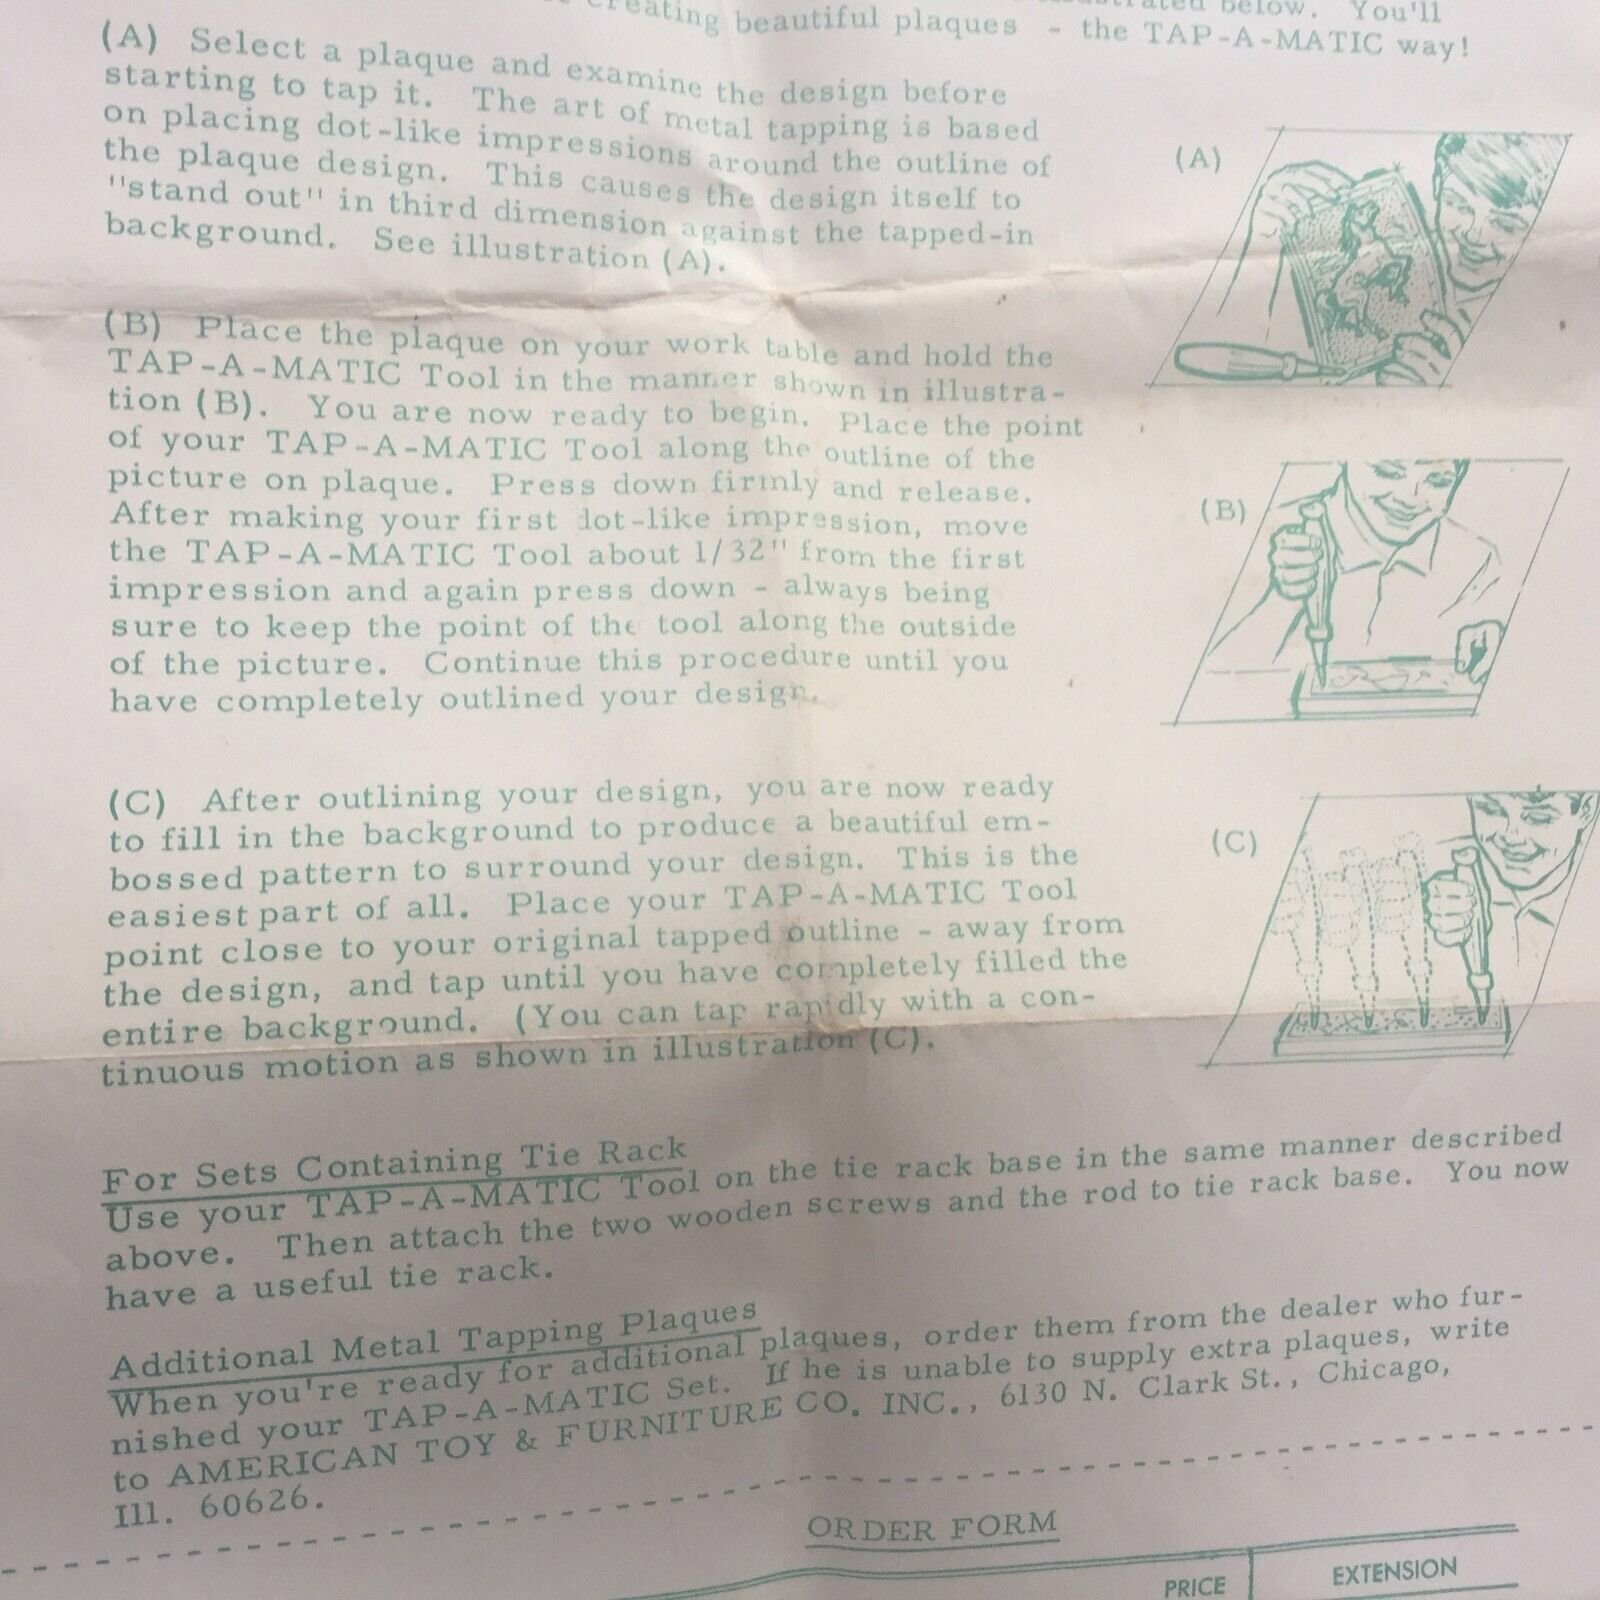 creating beautiful plaques - the TAP-A-MATIC way!
below. You'll
(A) Select a plaque and examine the design before
starting to tap it. The art of metal tapping is based
on placing dot-like impressions around the outline of
the plaque design. This causes the design itself to
"stand out" in third dimension against the tapped-in
background. See illustration (A).
(A)
(B) Place the plaque on your work table and hold the
TAP-A-MATIC Tool in the manner shown in illustra-
tion (B). You are now ready to begin. Place the point
of your TAP-A-MATIC Tool along the outline of the
picture on plaque. Press down firmly and release.
After making your first dot-like impression, move
the TAP-A-MATIC Tool about 1/32" from the first
impression and again press down - always being
sure to keep the point of the tool along the outside
of the picture. Continue this procedure until you
have completely outlined your design.
(B)
(C) After outlining your design, you are now ready
to fill in the background to produce a beautiful em-
bossed pattern to surround your design. This is the
easiest part of all. Place your TAP-A-MATIC Tool
point close to your original tapped outline - away from
the design, and tap until you have completely filled the
entire background. (You can tap rapidly with a con-
tinuous motion as shown in illustration (C).
(C)
For Sets Containing Tie Rack
Use your TAP-A-MATIC Tool on the tie rack base in the same manner described
above. Then attach the two wooden screws and the rod to tie rack base. You now
have a useful tie rack.
Additional Metal Tapping Plaques
When you're ready for additional plaques, order them from the dealer who fur-
nished your TAP-A-MATIC Set. If he is unable to supply extra plaques, write
to AMERICAN TOY & FURNITURE CO. INC., 6130 N. Clark St., Chicago,
Ill. 60626.
ORDER FORM
PRICE
EXTENSION